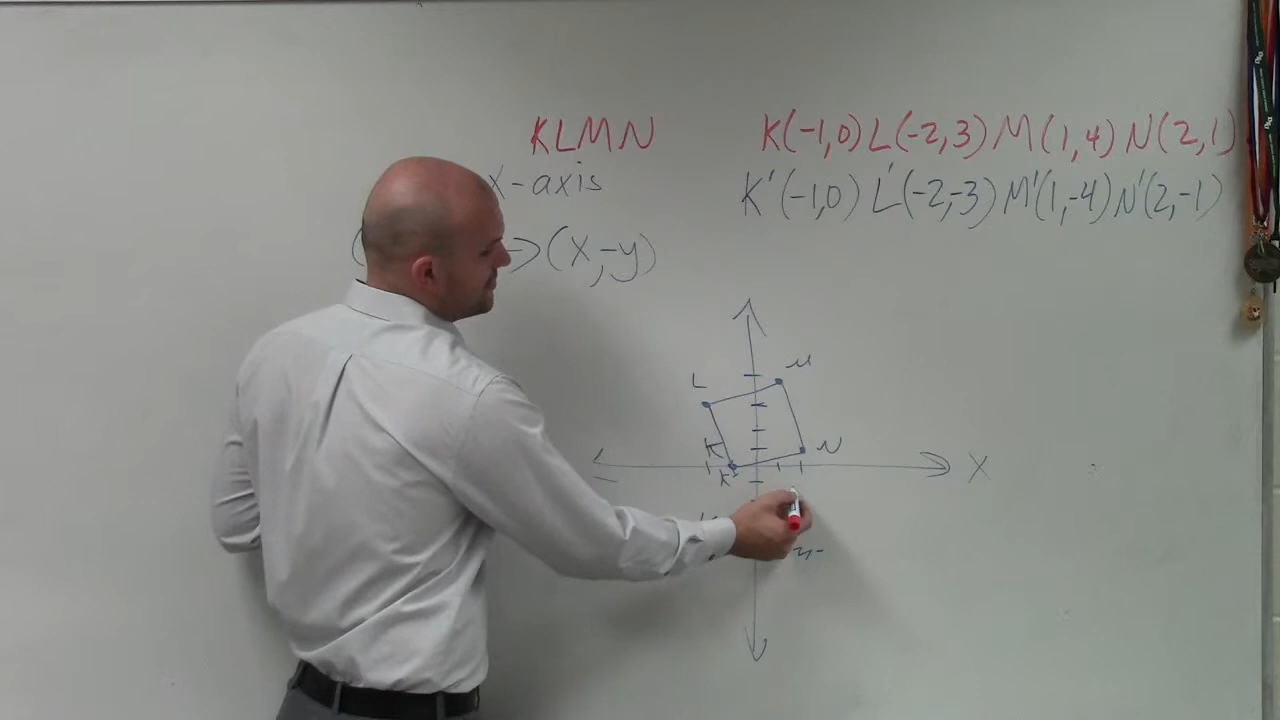 KLMN K(-1,0) L(-2,3) M(1,4) N(2,1)
x-axis K'(-1,0) L'(-2,-3) M'(1,-4) N'(2,-1)
( →(x,-y)
M
L
K N
K' X